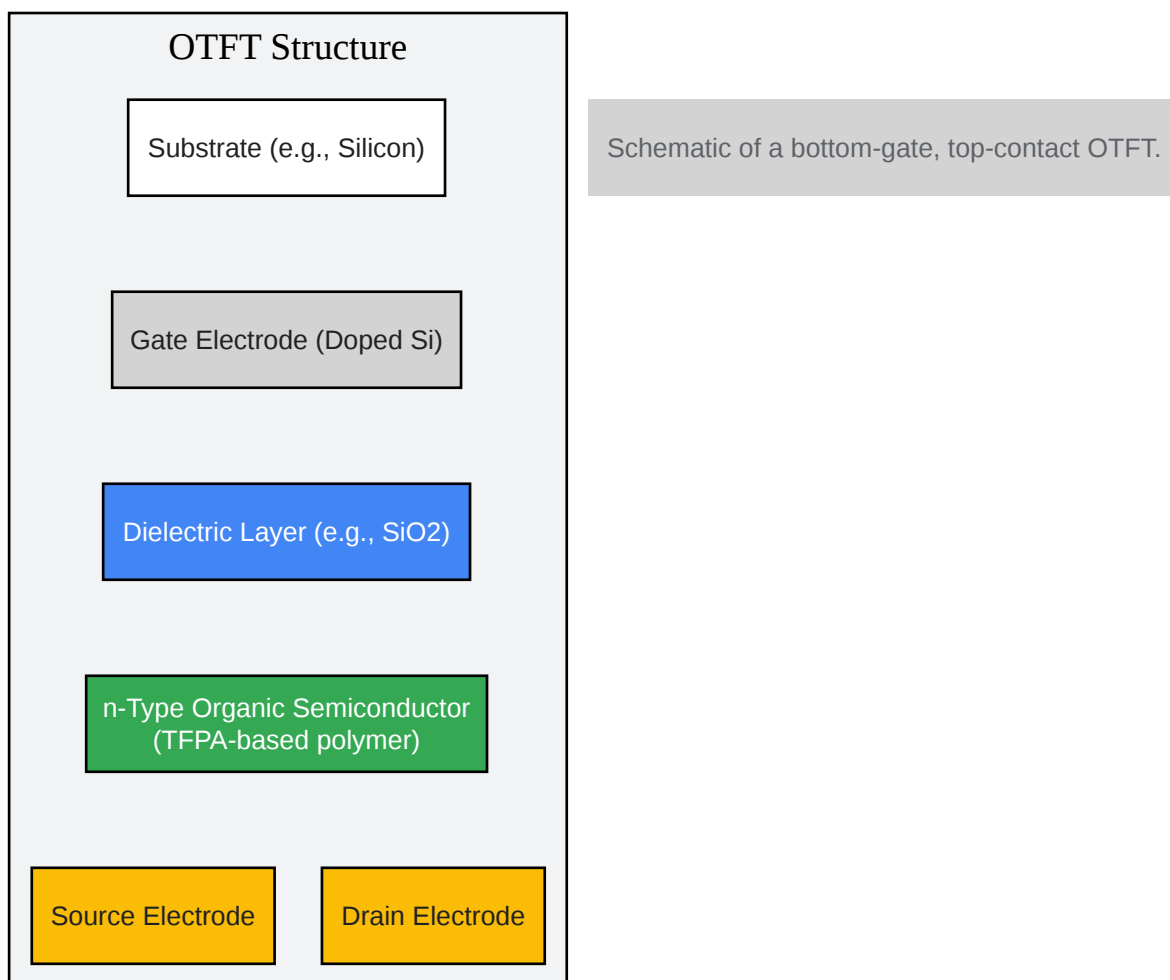 OTFT Structure
Substrate (e.g., Silicon)
Schematic of a bottom-gate, top-contact OTFT.
Gate Electrode (Doped Si)
Dielectric Layer (e.g., SiO2)
n-Type Organic Semiconductor
(TFPA-based polymer)
Source Electrode
Drain Electrode